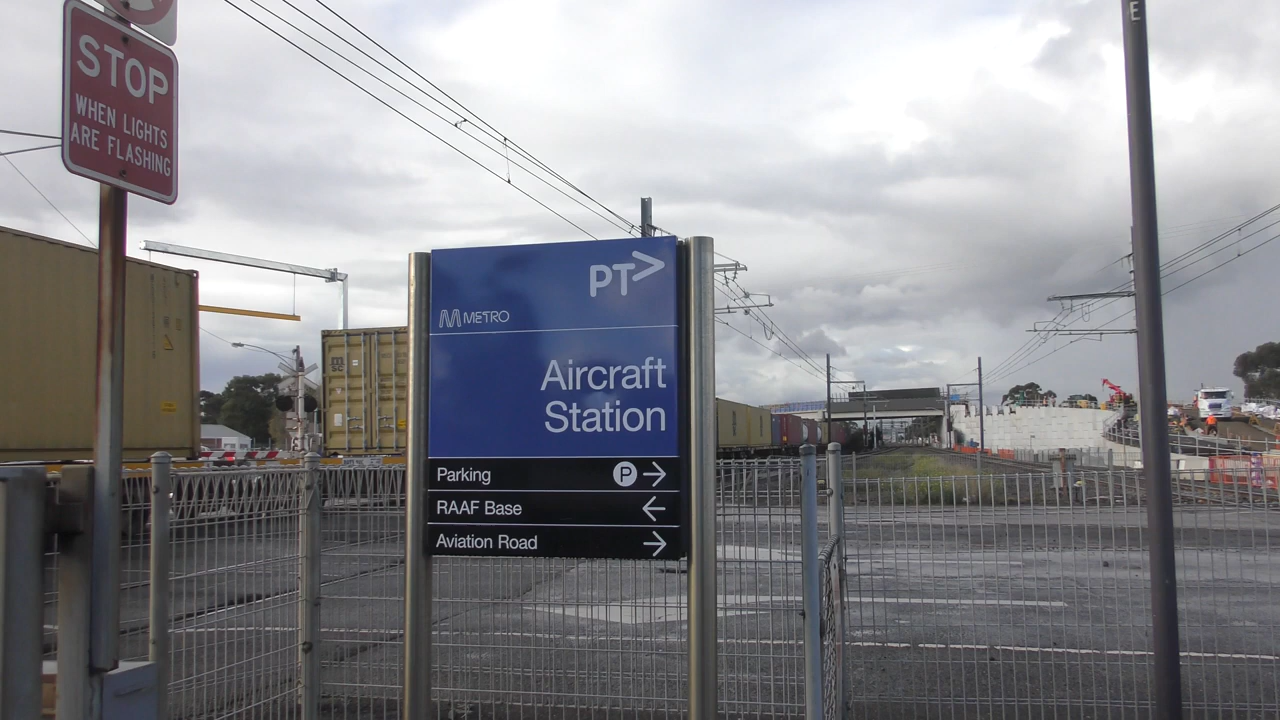 STOP
WHEN LIGHTS
ARE FLASHING
E
PT>
METRO
Aircraft
Station
Parking P →
RAAF Base ←
Aviation Road →